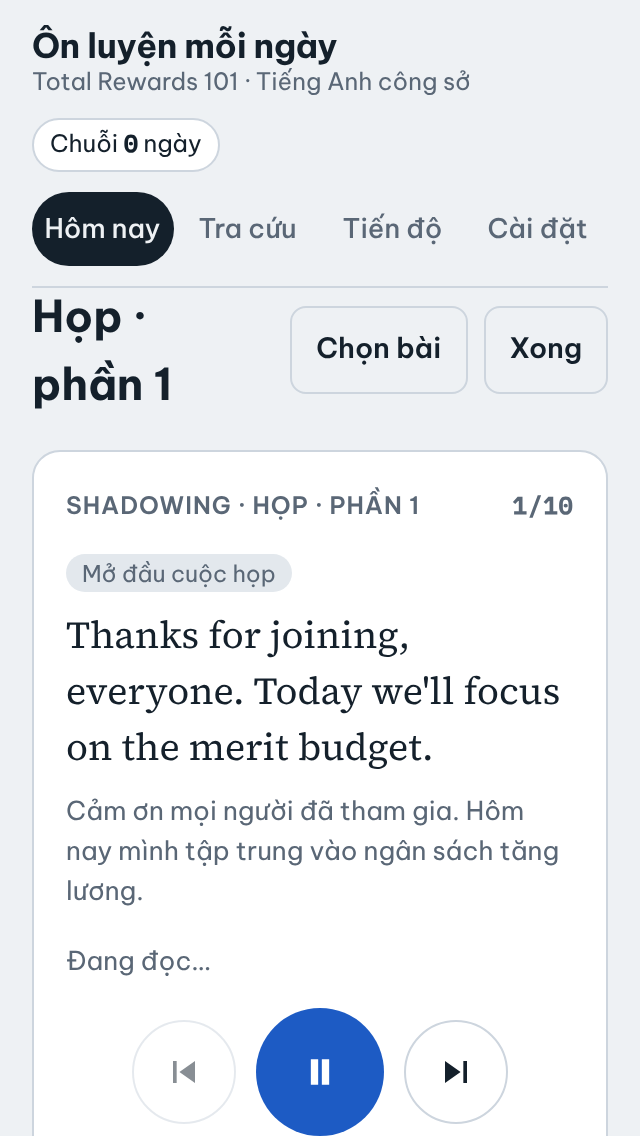 Ôn luyện mỗi ngày
Total Rewards 101 · Tiếng Anh công sở
Chuỗi 0 ngày
Hôm nay Tra cứu Tiến độ Cài đặt
Họp ·
phần 1
Chọn bài Xong
SHADOWING · HỌP · PHẦN 1 1/10
Mở đầu cuộc họp
Thanks for joining,
everyone. Today we'll focus
on the merit budget.
Cảm ơn mọi người đã tham gia. Hôm
nay mình tập trung vào ngân sách tăng
lương.
Đang đọc...